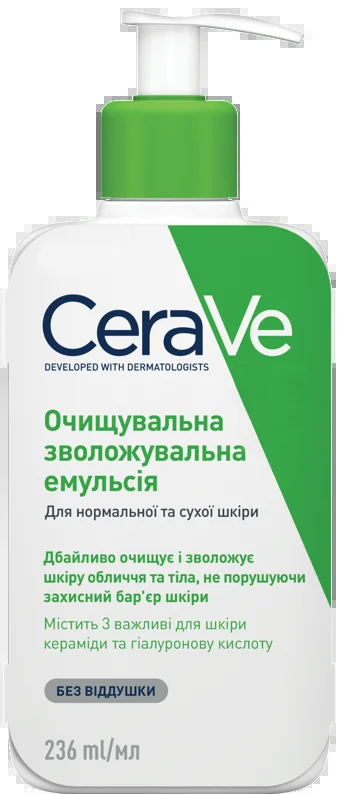 CeraVe
DEVELOPED WITH DERMATOLOGISTS
Очищувальна
зволожувальна
емульсія
Для нормальної та сухої шкіри
Дбайливо очищує і зволожує
шкіру обличчя та тіла, не порушуючи
захисний бар'єр шкіри
Містить 3 важливі для шкіри
кераміди та гіалуронову кислоту
БЕЗ ВІДДУШКИ
236 ml/мл